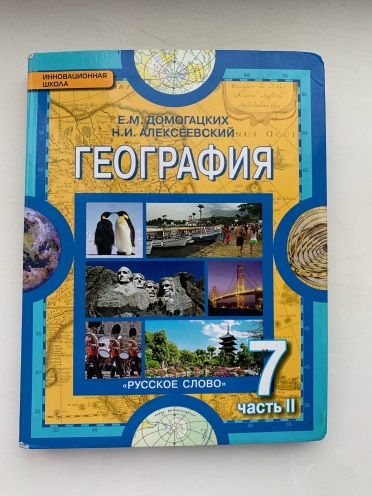 ИННОВАЦИОННАЯ
ШКОЛА
Е.М. ДОМОГАЦКИХ
Н.И. АЛЕКСЕЕВСКИЙ
ГЕОГРАФИЯ
«РУССКОЕ СЛОВО»
7
часть II